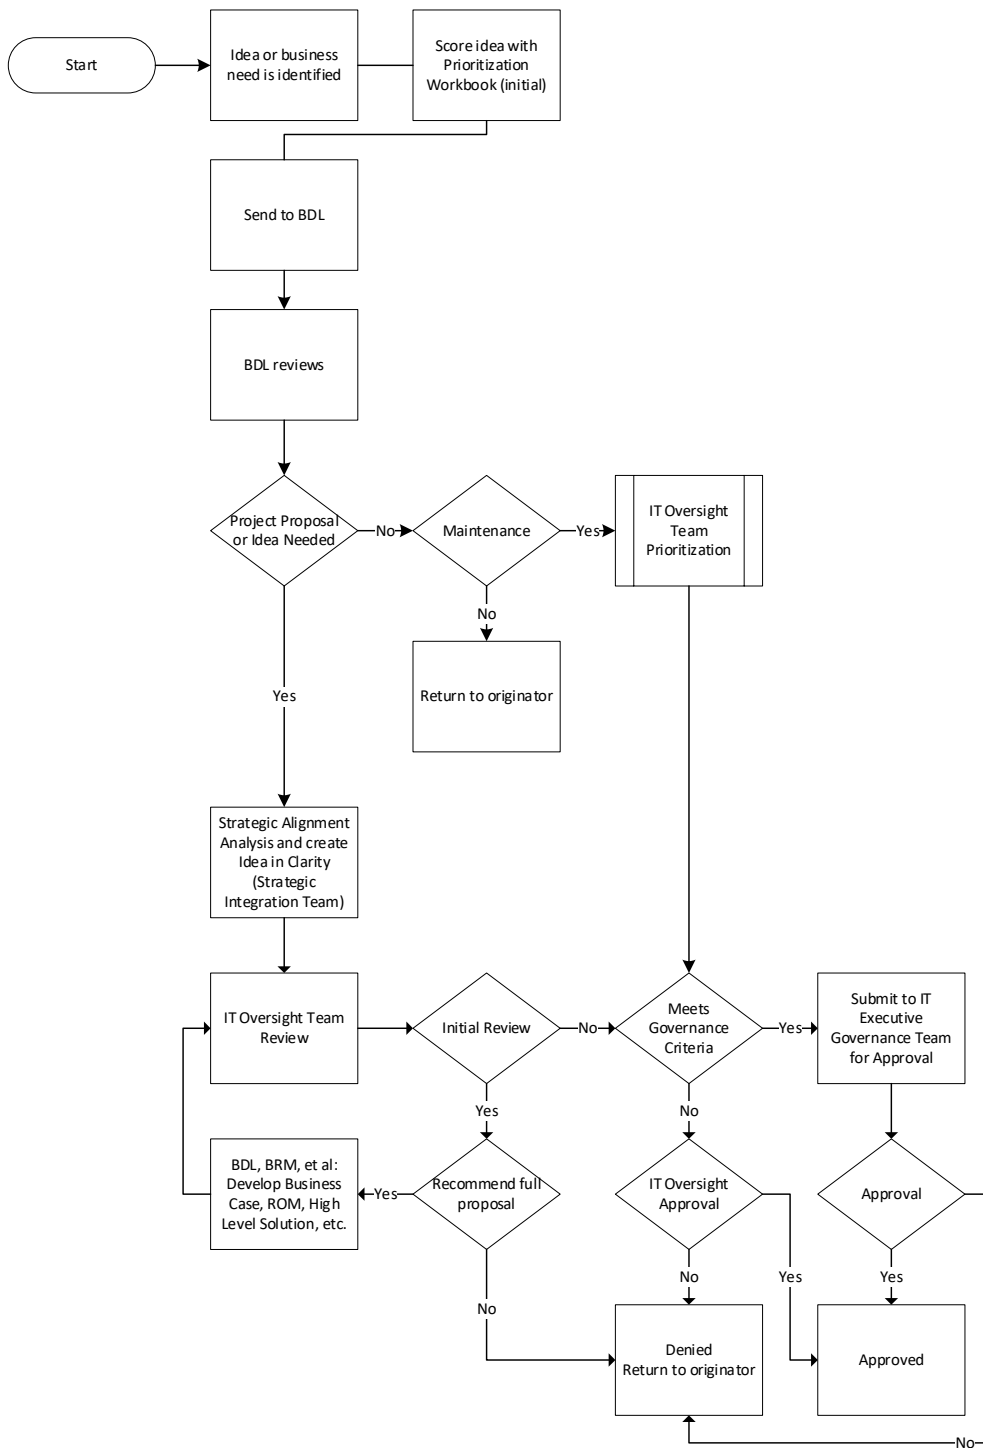 Start
Idea or business
need is identified
Score idea with
Prioritization
Workbook (initial)
Send to BDL
BDL reviews
Project Proposal
or Idea Needed
No
Maintenance
Yes
IT Oversight
Team
Prioritization
No
Return to originator
Yes
Strategic Alignment
Analysis and create
Idea in Clarity
(Strategic
Integration Team)
IT Oversight Team
Review
Initial Review
No
Meets
Governance
Criteria
Yes
Submit to IT
Executive
Governance Team
for Approval
Yes
No
BDL, BRM, et al:
Develop Business
Case, ROM, High
Level Solution, etc.
Yes
Recommend full
proposal
IT Oversight
Approval
Approval
No
No
Yes
Yes
Denied
Return to originator
Approved
No